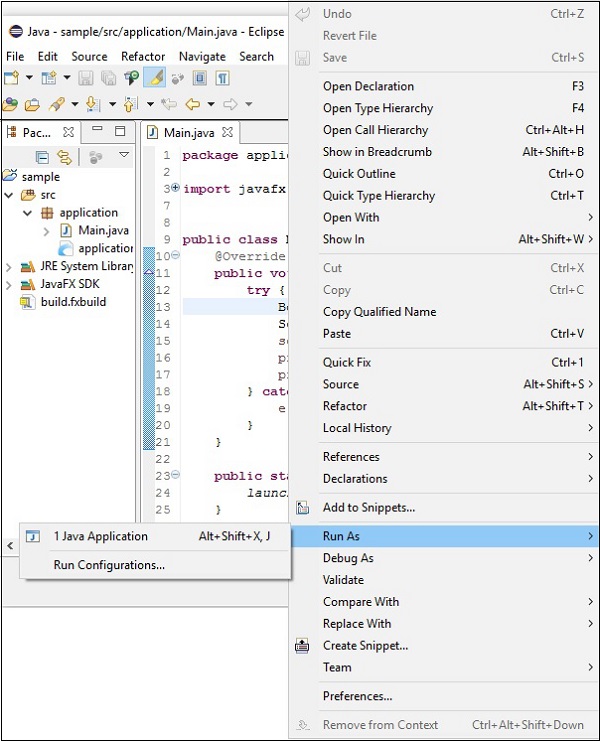 Java - sample/src/application/Main.java - Eclipse
File Edit Source Refactor Navigate Search
Pac...
Main.java
sample
src
application
Main.java
application
JRE System Library
JavaFX SDK
build.fxbuild
1 package applic
2
3 import javafx
7
8
9 public class M
10 @Override
11 public voi
12 try {
13 Bo
14 Sc
15 sc
16 pr
17 pr
18 } catc
19 e
20 }
21 }
22
23 public sta
24 launc
25 }
Undo Ctrl+Z
Revert File
Save Ctrl+S
Open Declaration F3
Open Type Hierarchy F4
Open Call Hierarchy Ctrl+Alt+H
Show in Breadcrumb Alt+Shift+B
Quick Outline Ctrl+O
Quick Type Hierarchy Ctrl+T
Open With
Show In Alt+Shift+W
Cut Ctrl+X
Copy Ctrl+C
Copy Qualified Name
Paste Ctrl+V
Quick Fix Ctrl+1
Source Alt+Shift+S
Refactor Alt+Shift+T
Local History
References
Declarations
Add to Snippets...
Run As
Debug As
Validate
Compare With
Replace With
Create Snippet...
Team
Preferences...
Remove from Context Ctrl+Alt+Shift+Down
1 Java Application Alt+Shift+X, J
Run Configurations...